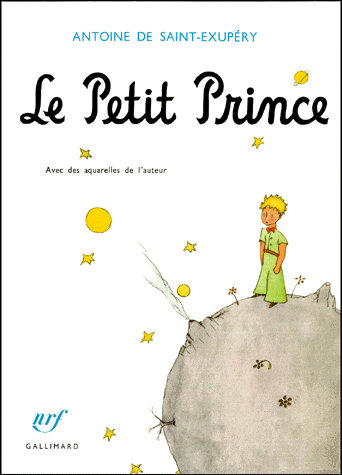 ANTOINE DE SAINT-EXUPÉRY
Le Petit Prince
Avec des aquarelles de l'auteur
nrf
GALLIMARD